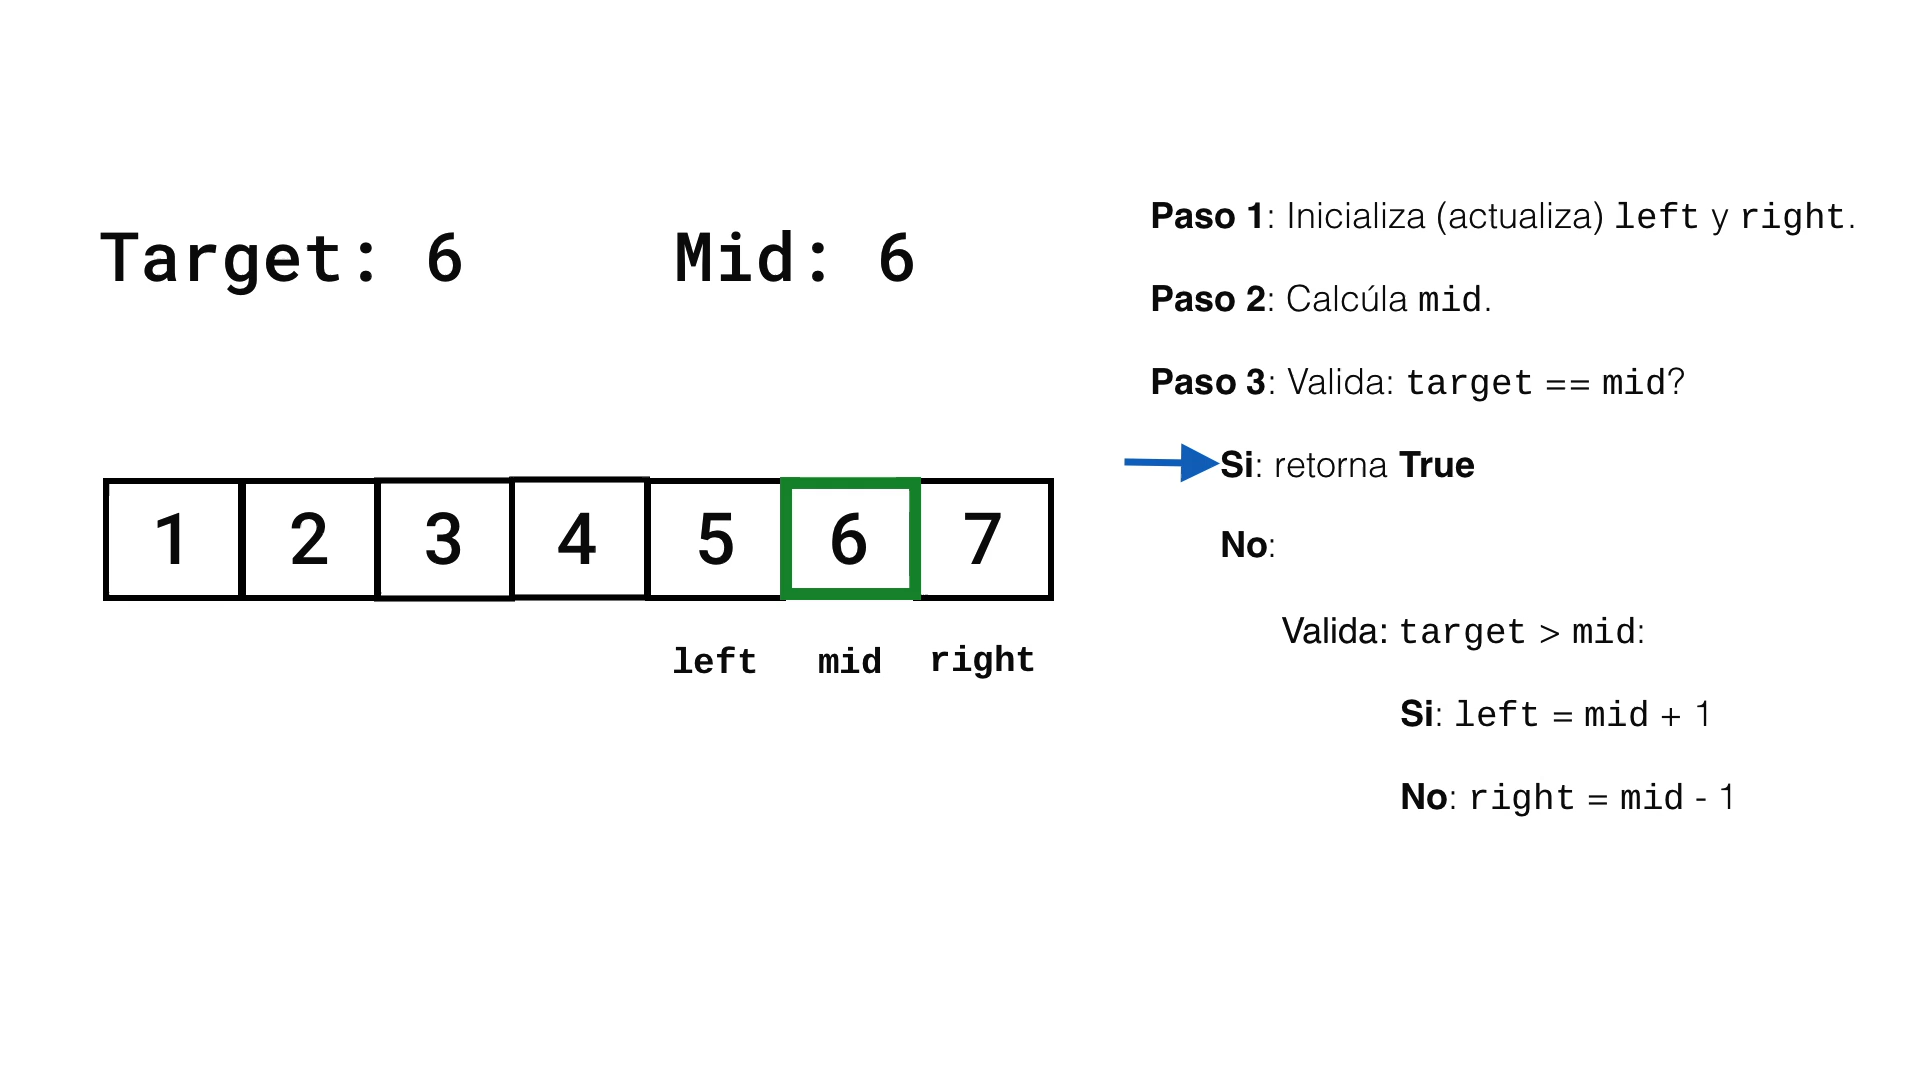 Target: 6
Mid: 6
1 2 3 4 5 6 7
left mid right
Paso 1: Inicializa (actualiza) left y right.
Paso 2: Calcúla mid.
Paso 3: Valida: target == mid?
Si: retorna True
No:
Valida: target > mid:
Si: left = mid + 1
No: right = mid - 1